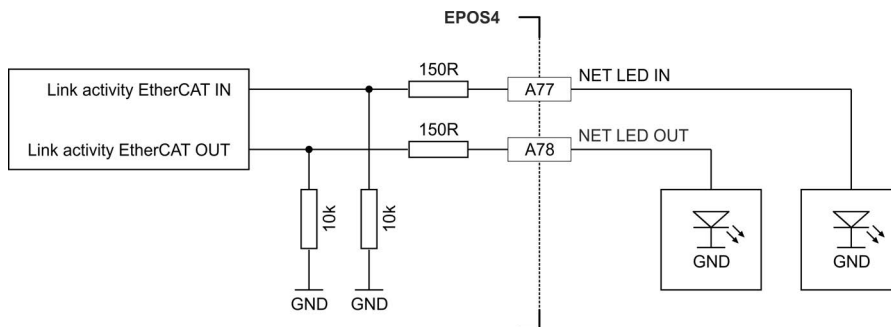 EPOS4
150R
NET LED IN
Link activity EtherCAT IN
A77
150R
NET LED OUT
Link activity EtherCAT OUT
A78
10k
10k
GND
GND
GND
GND